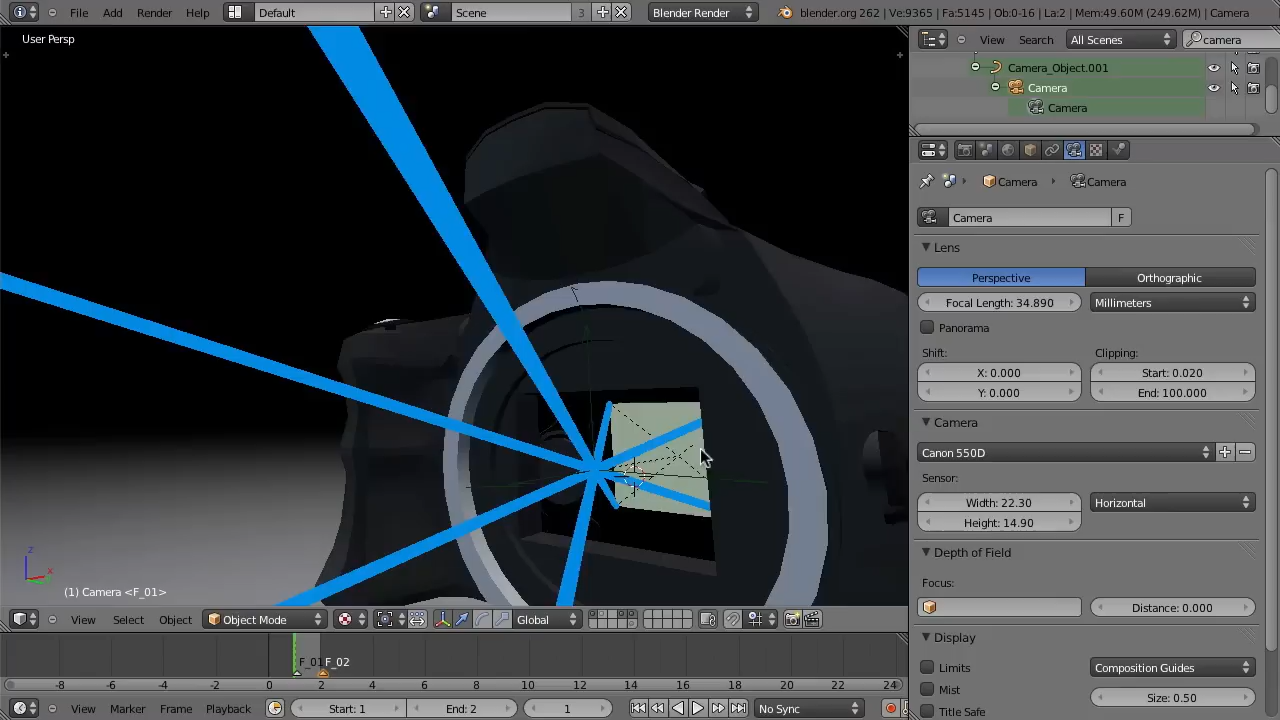 File Add Render Help Default Scene 3 Blender Render blender.org 262 | Ve:9365 | Fa:5145 | Ob:0-16 | La:2 | Mem:49.60M (249.62M) | Camera
User Persp
View Search All Scenes camera
Camera_Object.001
Camera
Camera
Camera Camera
Camera F
Lens
Perspective Orthographic
Focal Length: 34.890 Millimeters
Panorama
Shift: Clipping:
X: 0.000 Start: 0.020
Y: 0.000 End: 100.000
Camera
Canon 550D
Sensor:
Width: 22.30 Horizontal
Height: 14.90
Depth of Field
Focus:
Distance: 0.000
Display
Limits Composition Guides
Mist
Size: 0.50
Title Safe
z
x
(1) Camera <F_01>
View Select Object Object Mode Global
F_01 F_02
-8 -6 -4 -2 0 2 4 6 8 10 12 14 16 18 20 22 24
View Marker Frame Playback Start: 1 End: 2 1 No Sync